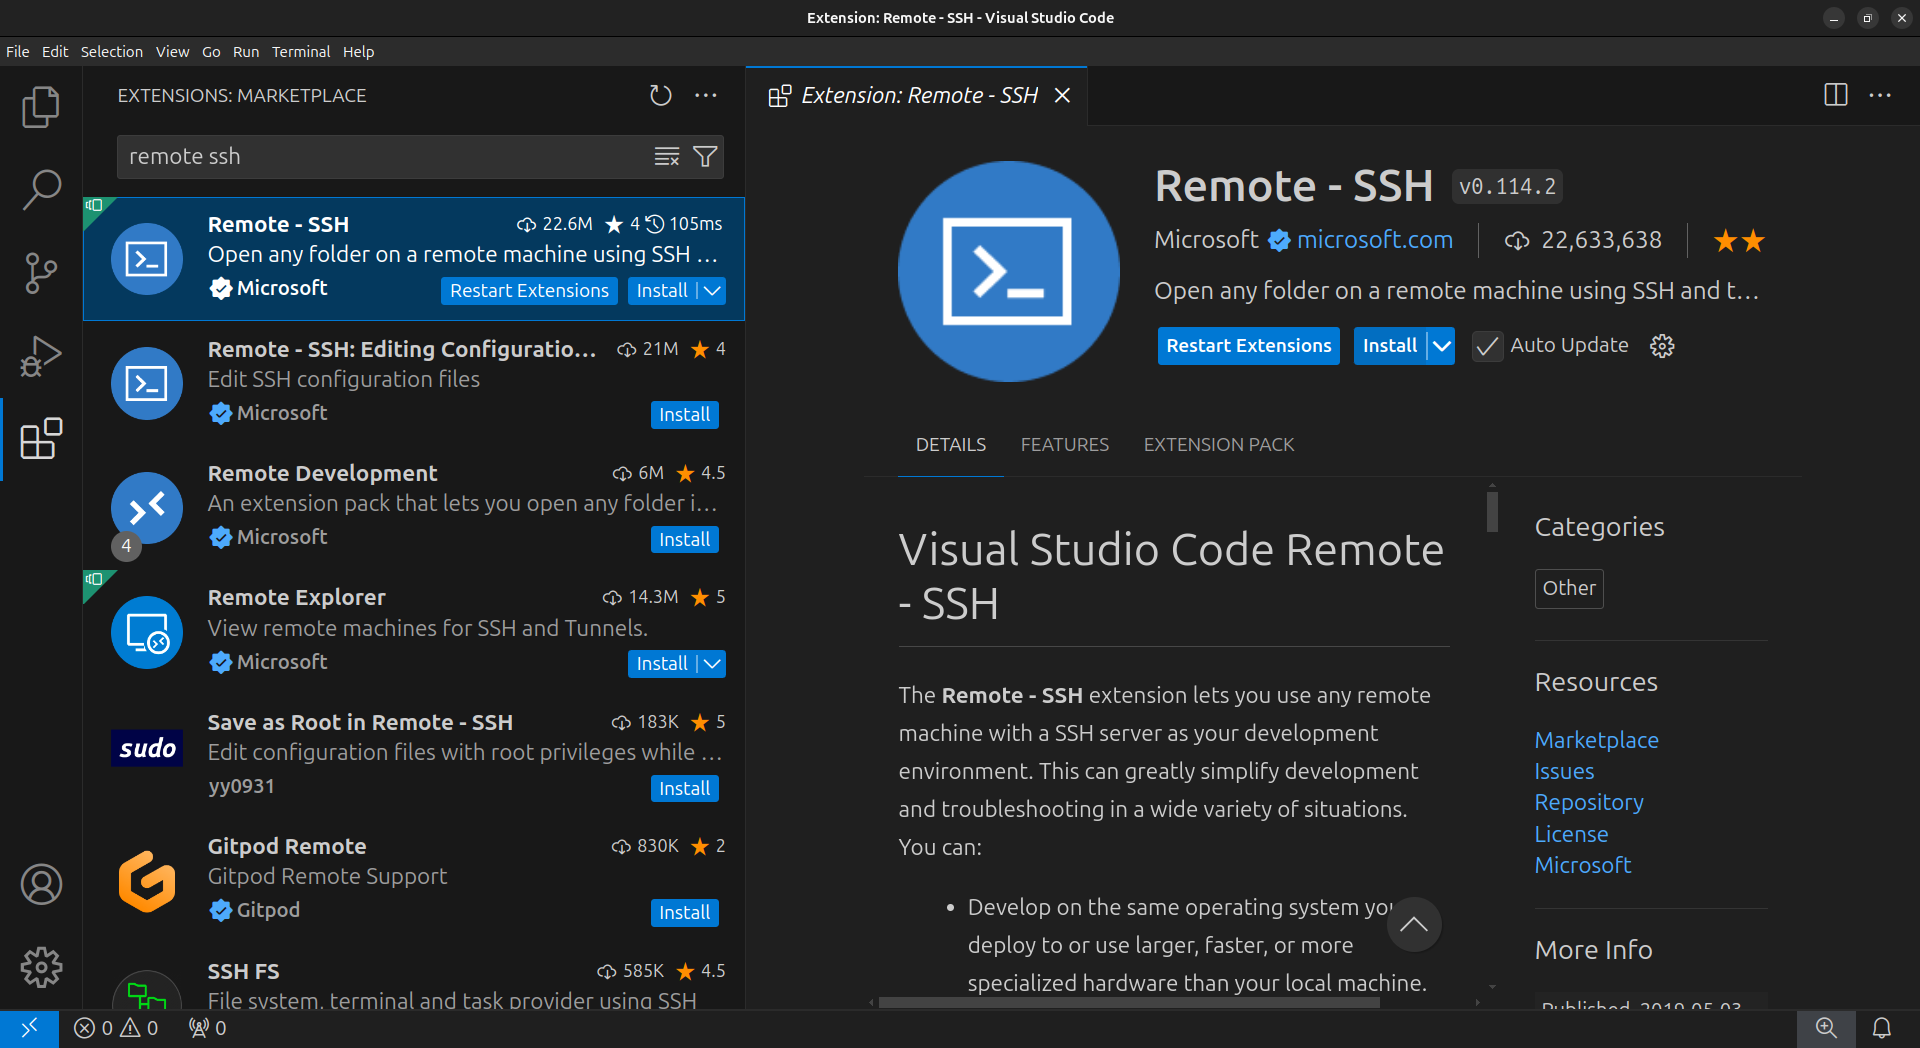 Extension: Remote - SSH - Visual Studio Code
File Edit Selection View Go Run Terminal Help
EXTENSIONS: MARKETPLACE
remote ssh
Remote - SSH 22.6M 4 105ms
Open any folder on a remote machine using SSH ...
Microsoft Restart Extensions Install
Remote - SSH: Editing Configuratio... 21M 4
Edit SSH configuration files
Microsoft Install
Remote Development 6M 4.5
An extension pack that lets you open any folder i...
Microsoft Install
4
Remote Explorer 14.3M 5
View remote machines for SSH and Tunnels.
Microsoft Install
Save as Root in Remote - SSH 183K 5
sudo
Edit configuration files with root privileges while ...
yy0931 Install
Gitpod Remote 830K 2
Gitpod Remote Support
Gitpod Install
SSH FS 585K 4.5
File system, terminal and task provider using SSH
Extension: Remote - SSH
Remote - SSH v0.114.2
Microsoft microsoft.com 22,633,638
Open any folder on a remote machine using SSH and t...
Restart Extensions Install Auto Update
DETAILS FEATURES EXTENSION PACK
Visual Studio Code Remote
- SSH
The Remote - SSH extension lets you use any remote
machine with a SSH server as your development
environment. This can greatly simplify development
and troubleshooting in a wide variety of situations.
You can:
• Develop on the same operating system you
deploy to or use larger, faster, or more
specialized hardware than your local machine.
Categories
Other
Resources
Marketplace
Issues
Repository
License
Microsoft
More Info
Published 2019-05-03
0 0 0